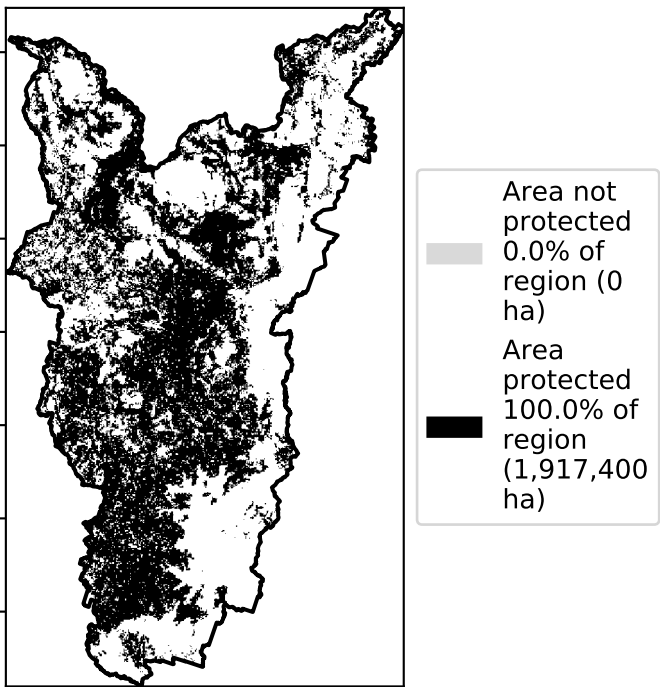 Area not
protected
0.0% of
region (0
ha)
Area
protected
100.0% of
region
(1,917,400
ha)